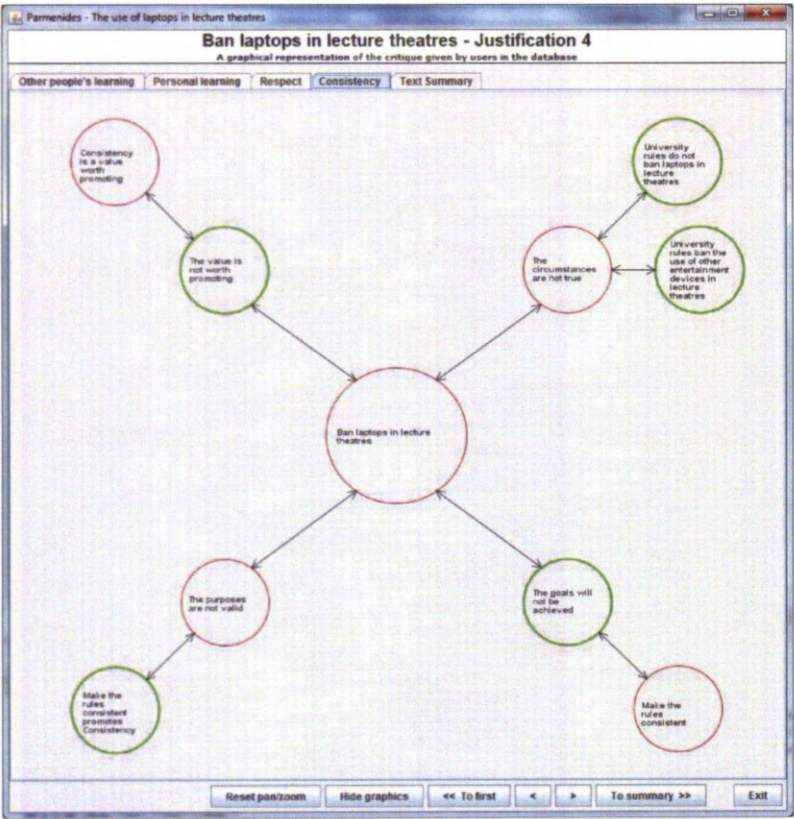 Parmenides - The use of laptops in lecture theatres
Ban laptops in lecture theatres - Justification 4
A graphical representation of the critique given by users in the database
Other people's learning
Personal learning
Respect
Consistency
Text Summary
Consistency
is a value
worth
promoting
University
rules do not
ban laptops in
lecture
theatres
The value is
not worth
promoting
The
circumstances
are not true
University
rules ban the
use of other
entertainment
devices in
lecture
theatres
Ban laptops in lecture
theatres
The purposes
are not valid
The goals will
not be
achieved
Make the
rules
consistent
promotes
Consistency
Make the
rules
consistent
Reset pan/zoom
Hide graphics
<< To first
<
>
To summary >>
Exit